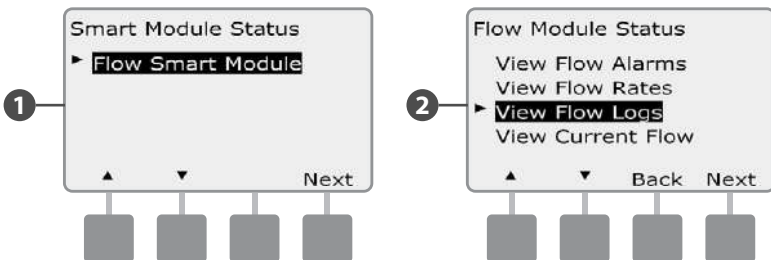 Smart Module Status
► Flow Smart Module
▲ ▼ Next
1
Flow Module Status
View Flow Alarms
View Flow Rates
► View Flow Logs
View Current Flow
▲ ▼ Back Next
2